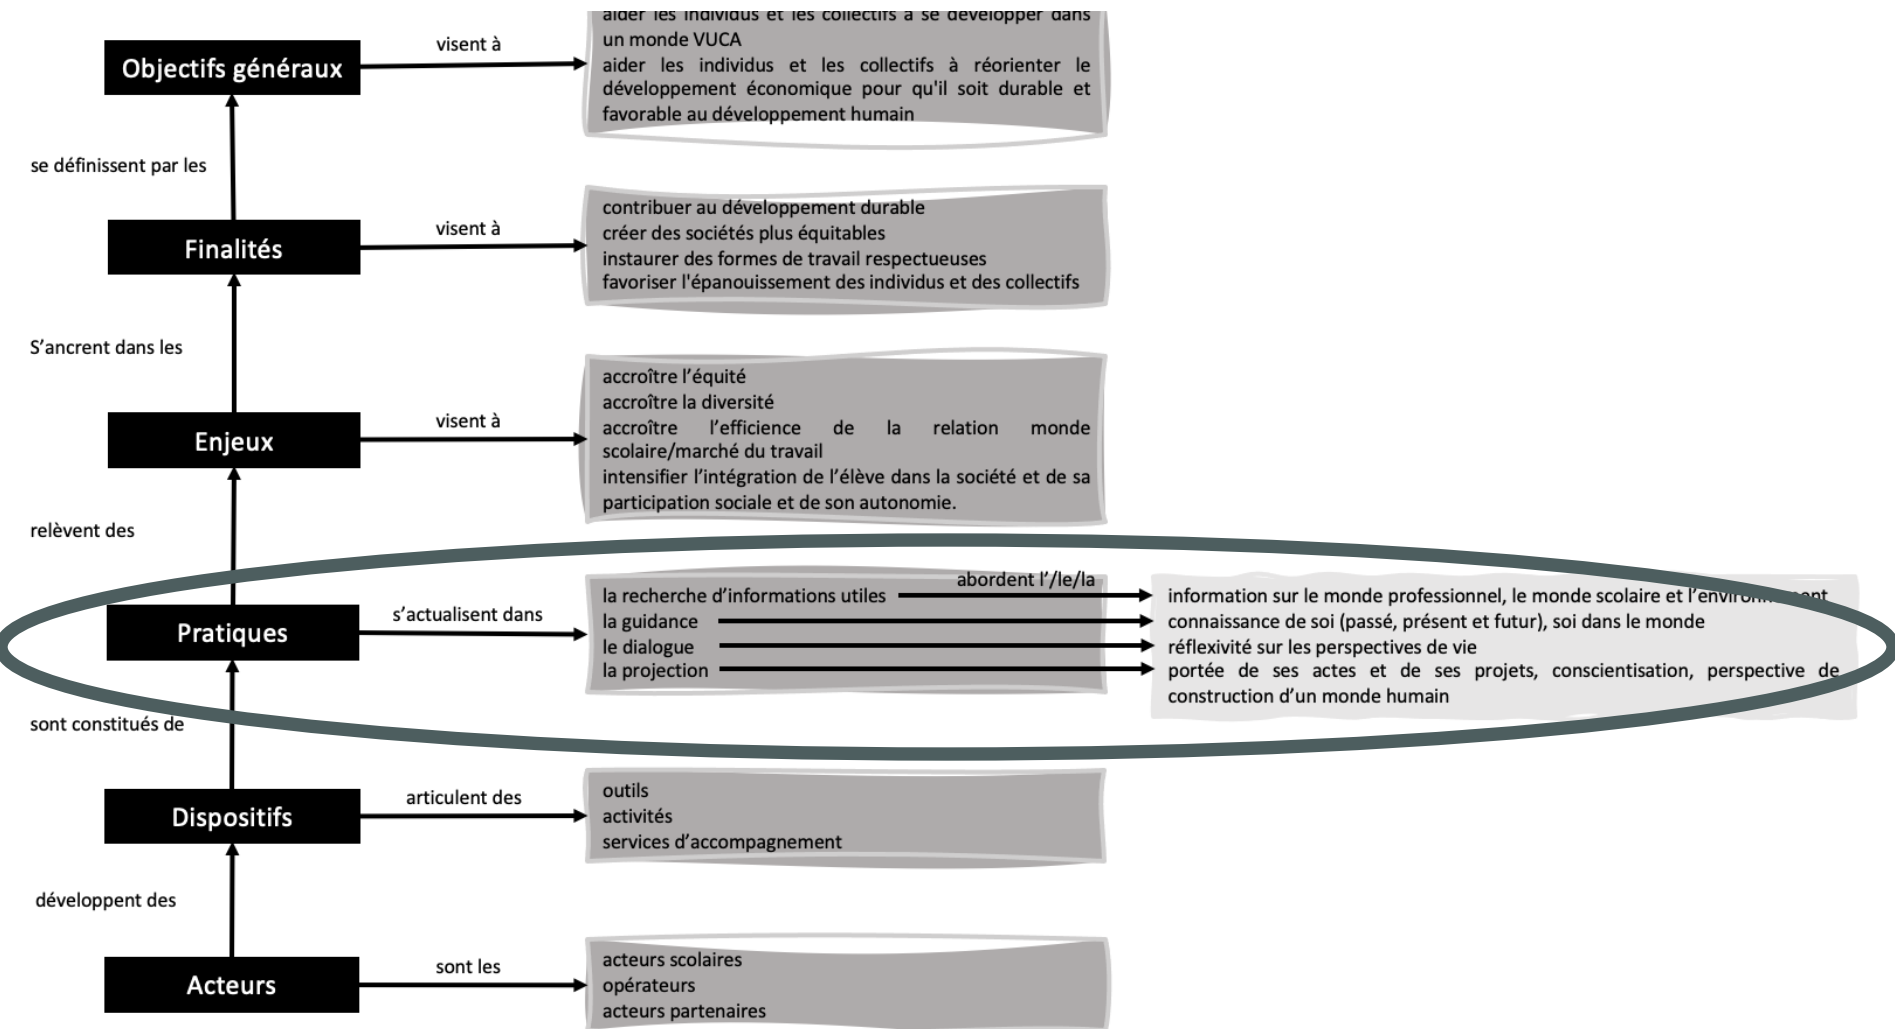 aider les individus et les collectifs à se développer dans
un monde VUCA
Objectifs généraux
visent à
aider les individus et les collectifs à réorienter le
développement économique pour qu'il soit durable et
favorable au développement humain
se définissent par les
Finalités
visent à
contribuer au développement durable
créer des sociétés plus équitables
instaurer des formes de travail respectueuses
favoriser l'épanouissement des individus et des collectifs
S’ancrent dans les
Enjeux
visent à
accroître l’équité
accroître la diversité
accroître l’efficience de la relation monde
scolaire/marché du travail
intensifier l’intégration de l’élève dans la société et de sa
participation sociale et de son autonomie.
relèvent des
Pratiques
s’actualisent dans
la recherche d’informations utiles
la guidance
le dialogue
la projection
abordent l’/le/la
information sur le monde professionnel, le monde scolaire et l’environnement
connaissance de soi (passé, présent et futur), soi dans le monde
réflexivité sur les perspectives de vie
portée de ses actes et de ses projets, conscientisation, perspective de
construction d’un monde humain
sont constitués de
Dispositifs
articulent des
outils
activités
services d’accompagnement
développent des
Acteurs
sont les
acteurs scolaires
opérateurs
acteurs partenaires